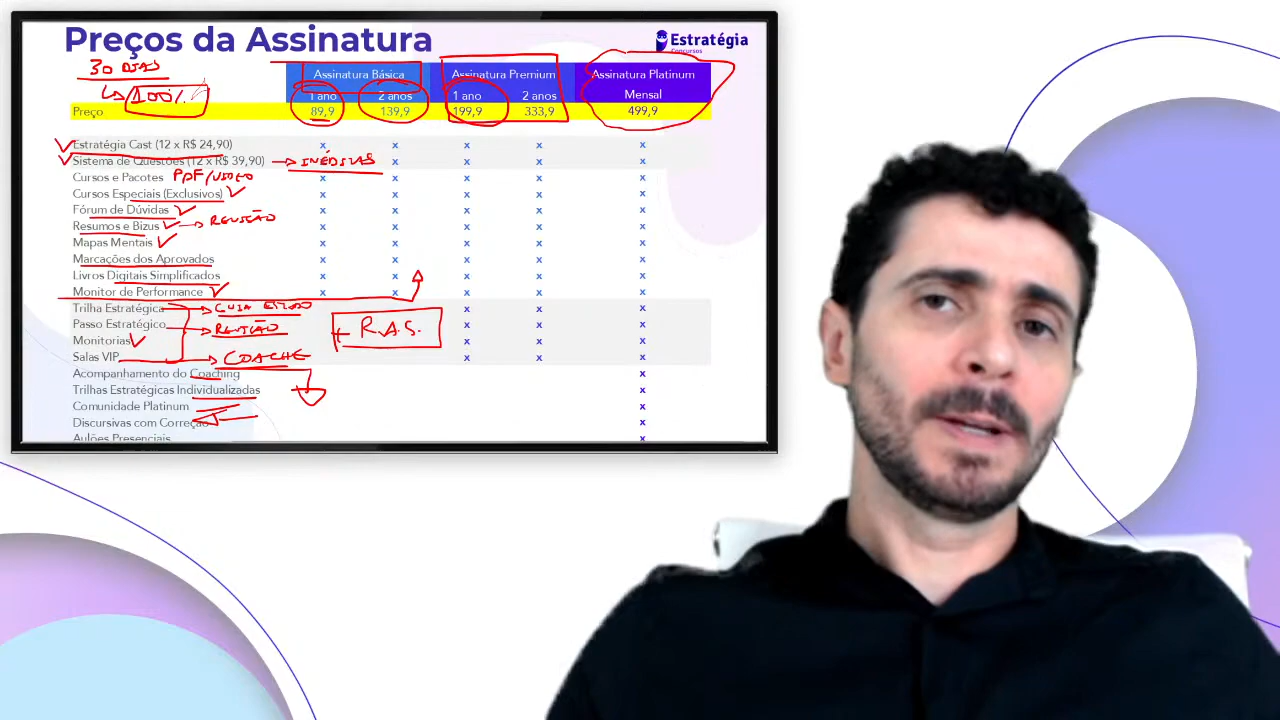 Preços da Assinatura
Estratégia
Concursos
30 DIAS
100%
Assinatura Básica Assinatura Premium Assinatura Platinum
1 ano 2 anos 1 ano 2 anos Mensal
Preço 89,9 139,9 199,9 333,9 499,9
Estratégia Cast (12 x R$ 24,90) x x x x x
Sistema de Questões (12 x R$ 39,90) → INÉDITAS x x x x x
Cursos e Pacotes PDF/VÍDEO x x x x x
Cursos Especiais (Exclusivos) x x x x x
Fórum de Dúvidas x x x x x
Resumos e Bizus → REVISÃO x x x x x
Mapas Mentais x x x x x
Marcações dos Aprovados x x x x x
Livros Digitais Simplificados x x x x x
Monitor de Performance x x x x x
Trilha Estratégica → GUIA ESTUDO x x x
Passo Estratégico → REVISÃO + R.A.S. x x x
Monitorias x x x
Salas VIP → COACHE x x x
Acompanhamento do Coaching x
Trilhas Estratégicas Individualizadas x
Comunidade Platinum x
Discursivas com Correção x
Aulões Presenciais x